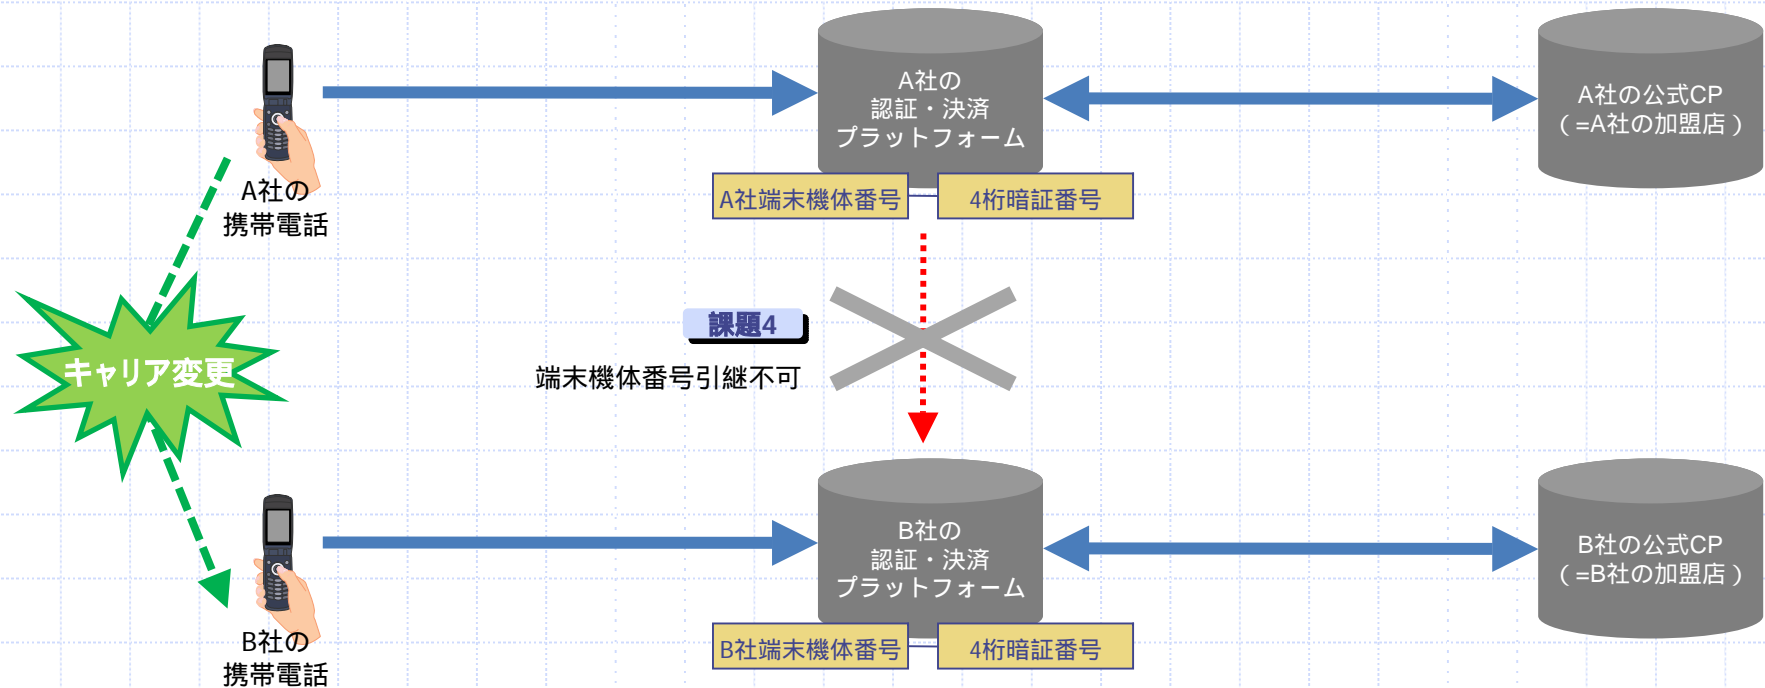 A社の
認証・決済
プラットフォーム
A社の公式CP
（=A社の加盟店）
A社の
携帯電話
A社端末機体番号
4桁暗証番号
課題4
キャリア変更
端末機体番号引継不可
B社の
認証・決済
プラットフォーム
B社の公式CP
（=B社の加盟店）
B社の
携帯電話
B社端末機体番号
4桁暗証番号